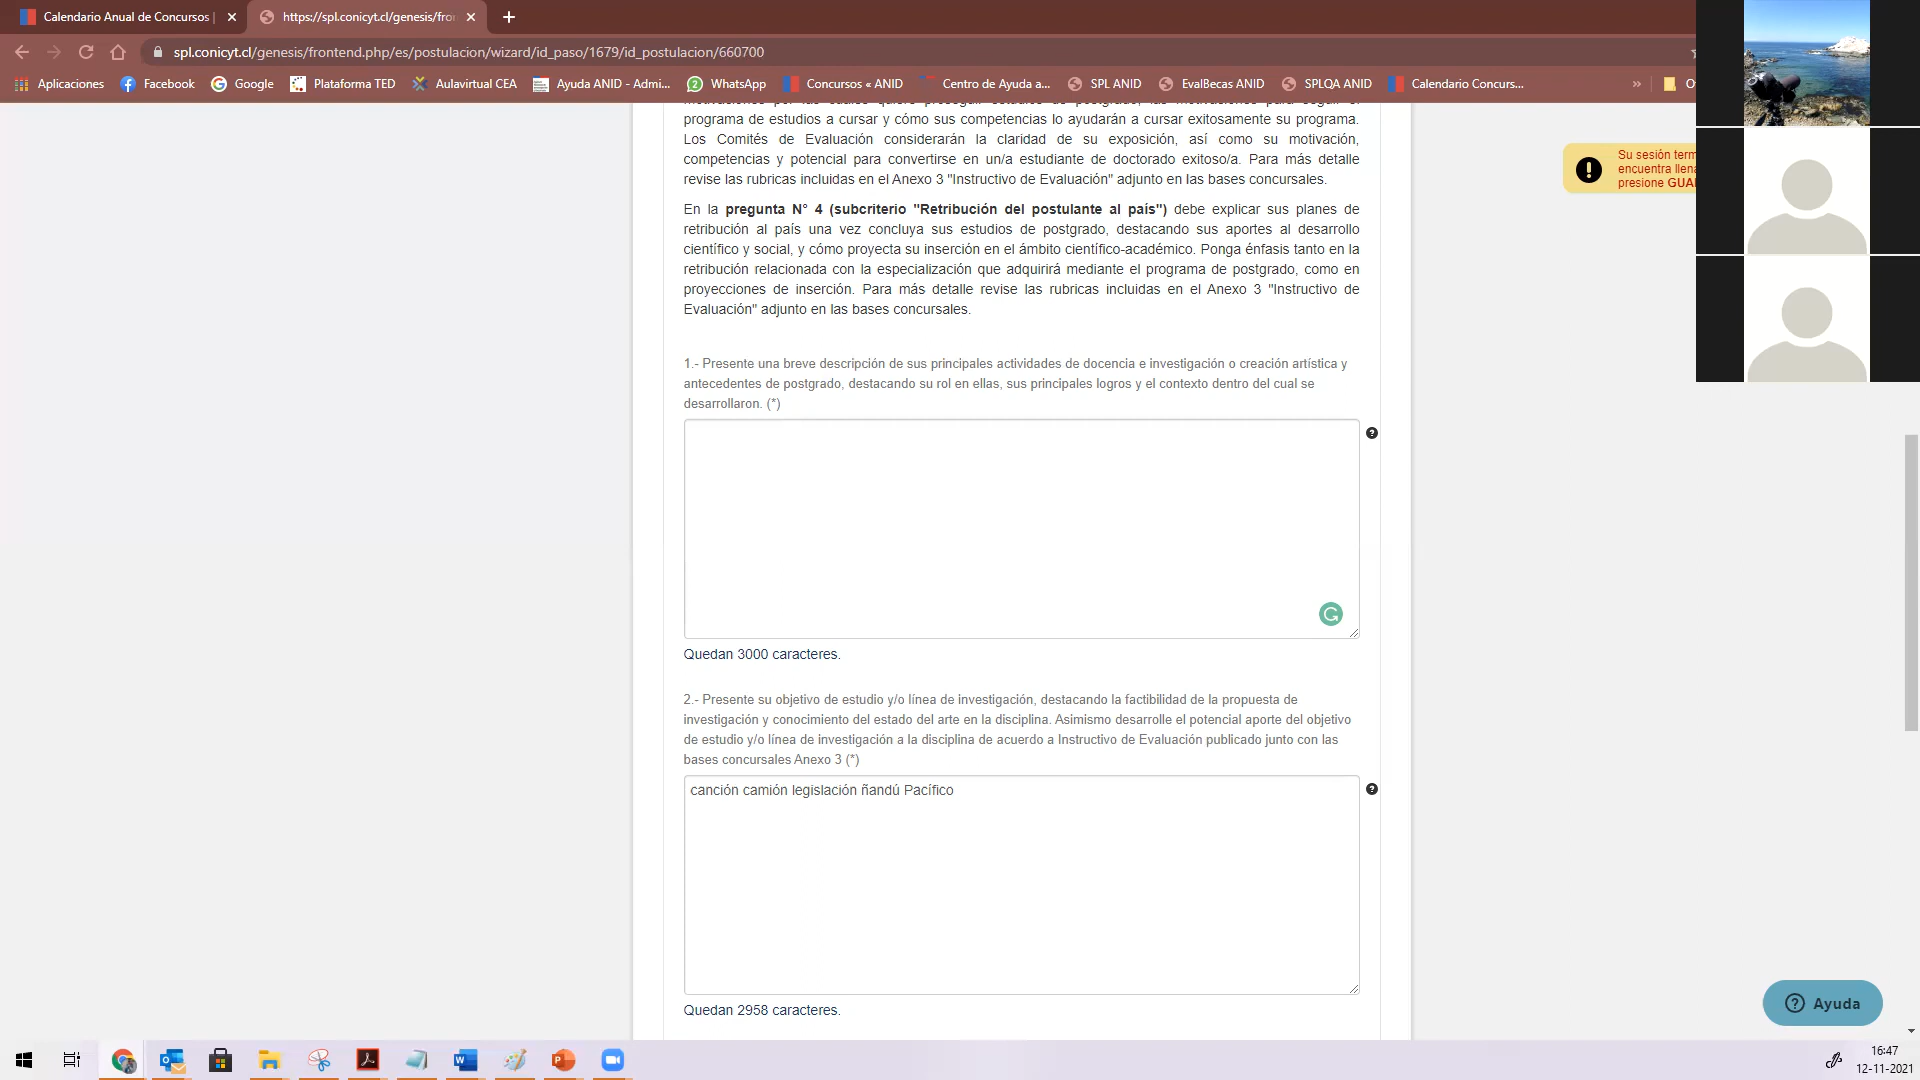 Calendario Anual de Concursos |
https://spl.conicyt.cl/genesis/fro
spl.conicyt.cl/genesis/frontend.php/es/postulacion/wizard/id_paso/1679/id_postulacion/660700
Aplicaciones Facebook Google Plataforma TED Aulavirtual CEA Ayuda ANID - Admi... WhatsApp Concursos « ANID Centro de Ayuda a... SPL ANID EvalBecas ANID SPLQA ANID Calendario Concurs... » O
programa de estudios a cursar y cómo sus competencias lo ayudarán a cursar exitosamente su programa.
Los Comités de Evaluación considerarán la claridad de su exposición, así como su motivación,
competencias y potencial para convertirse en un/a estudiante de doctorado exitoso/a. Para más detalle
revise las rubricas incluidas en el Anexo 3 "Instructivo de Evaluación" adjunto en las bases concursales.
Su sesión term
encuentra llena
presione GUAR
En la pregunta N° 4 (subcriterio "Retribución del postulante al país") debe explicar sus planes de
retribución al país una vez concluya sus estudios de postgrado, destacando sus aportes al desarrollo
científico y social, y cómo proyecta su inserción en el ámbito científico-académico. Ponga énfasis tanto en la
retribución relacionada con la especialización que adquirirá mediante el programa de postgrado, como en
proyecciones de inserción. Para más detalle revise las rubricas incluidas en el Anexo 3 "Instructivo de
Evaluación" adjunto en las bases concursales.
1.- Presente una breve descripción de sus principales actividades de docencia e investigación o creación artística y
antecedentes de postgrado, destacando su rol en ellas, sus principales logros y el contexto dentro del cual se
desarrollaron. (*)
Quedan 3000 caracteres.
2.- Presente su objetivo de estudio y/o línea de investigación, destacando la factibilidad de la propuesta de
investigación y conocimiento del estado del arte en la disciplina. Asimismo desarrolle el potencial aporte del objetivo
de estudio y/o línea de investigación a la disciplina de acuerdo a Instructivo de Evaluación publicado junto con las
bases concursales Anexo 3 (*)
canción camión legislación ñandú Pacífico
Quedan 2958 caracteres.
Ayuda
16:47
12-11-2021